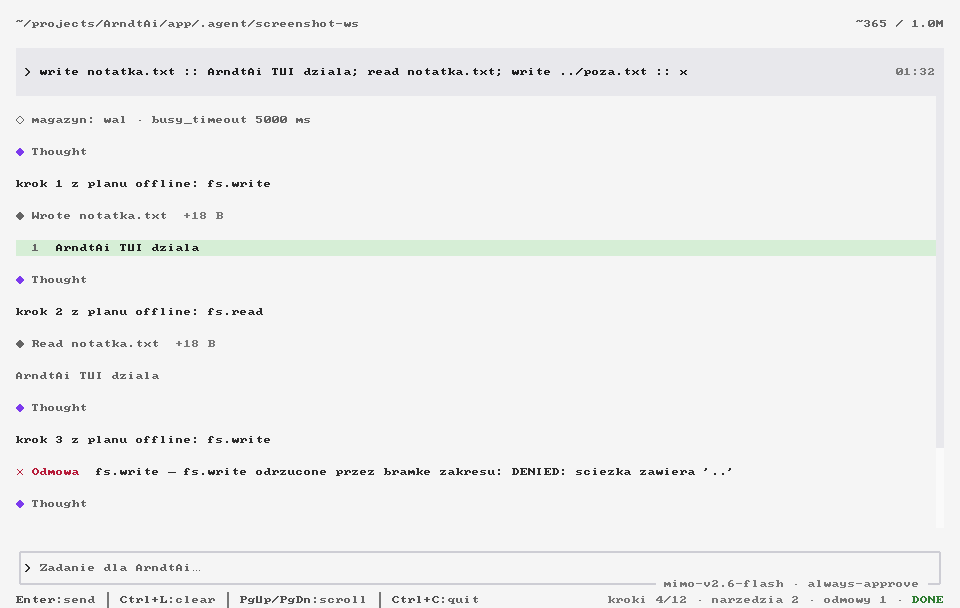 ~/projects/ArndtAi/app/.agent/screenshot-ws ~365 / 1.0M
❯ write notatka.txt :: ArndtAi TUI dziala; read notatka.txt; write ../poza.txt :: x 01:32
◇ magazyn: wal · busy_timeout 5000 ms
◆ Thought
krok 1 z planu offline: fs.write
◆ Wrote notatka.txt +18 B
1 ArndtAi TUI dziala
◆ Thought
krok 2 z planu offline: fs.read
◆ Read notatka.txt +18 B
ArndtAi TUI dziala
◆ Thought
krok 3 z planu offline: fs.write
✕ Odmowa fs.write — fs.write odrzucone przez bramke zakresu: DENIED: sciezka zawiera '..'
◆ Thought
❯ Zadanie dla ArndtAi…
mimo-v2.6-flash · always-approve
Enter:send │ Ctrl+L:clear │ PgUp/PgDn:scroll │ Ctrl+C:quit kroki 4/12 · narzedzia 2 · odmowy 1 · DONE